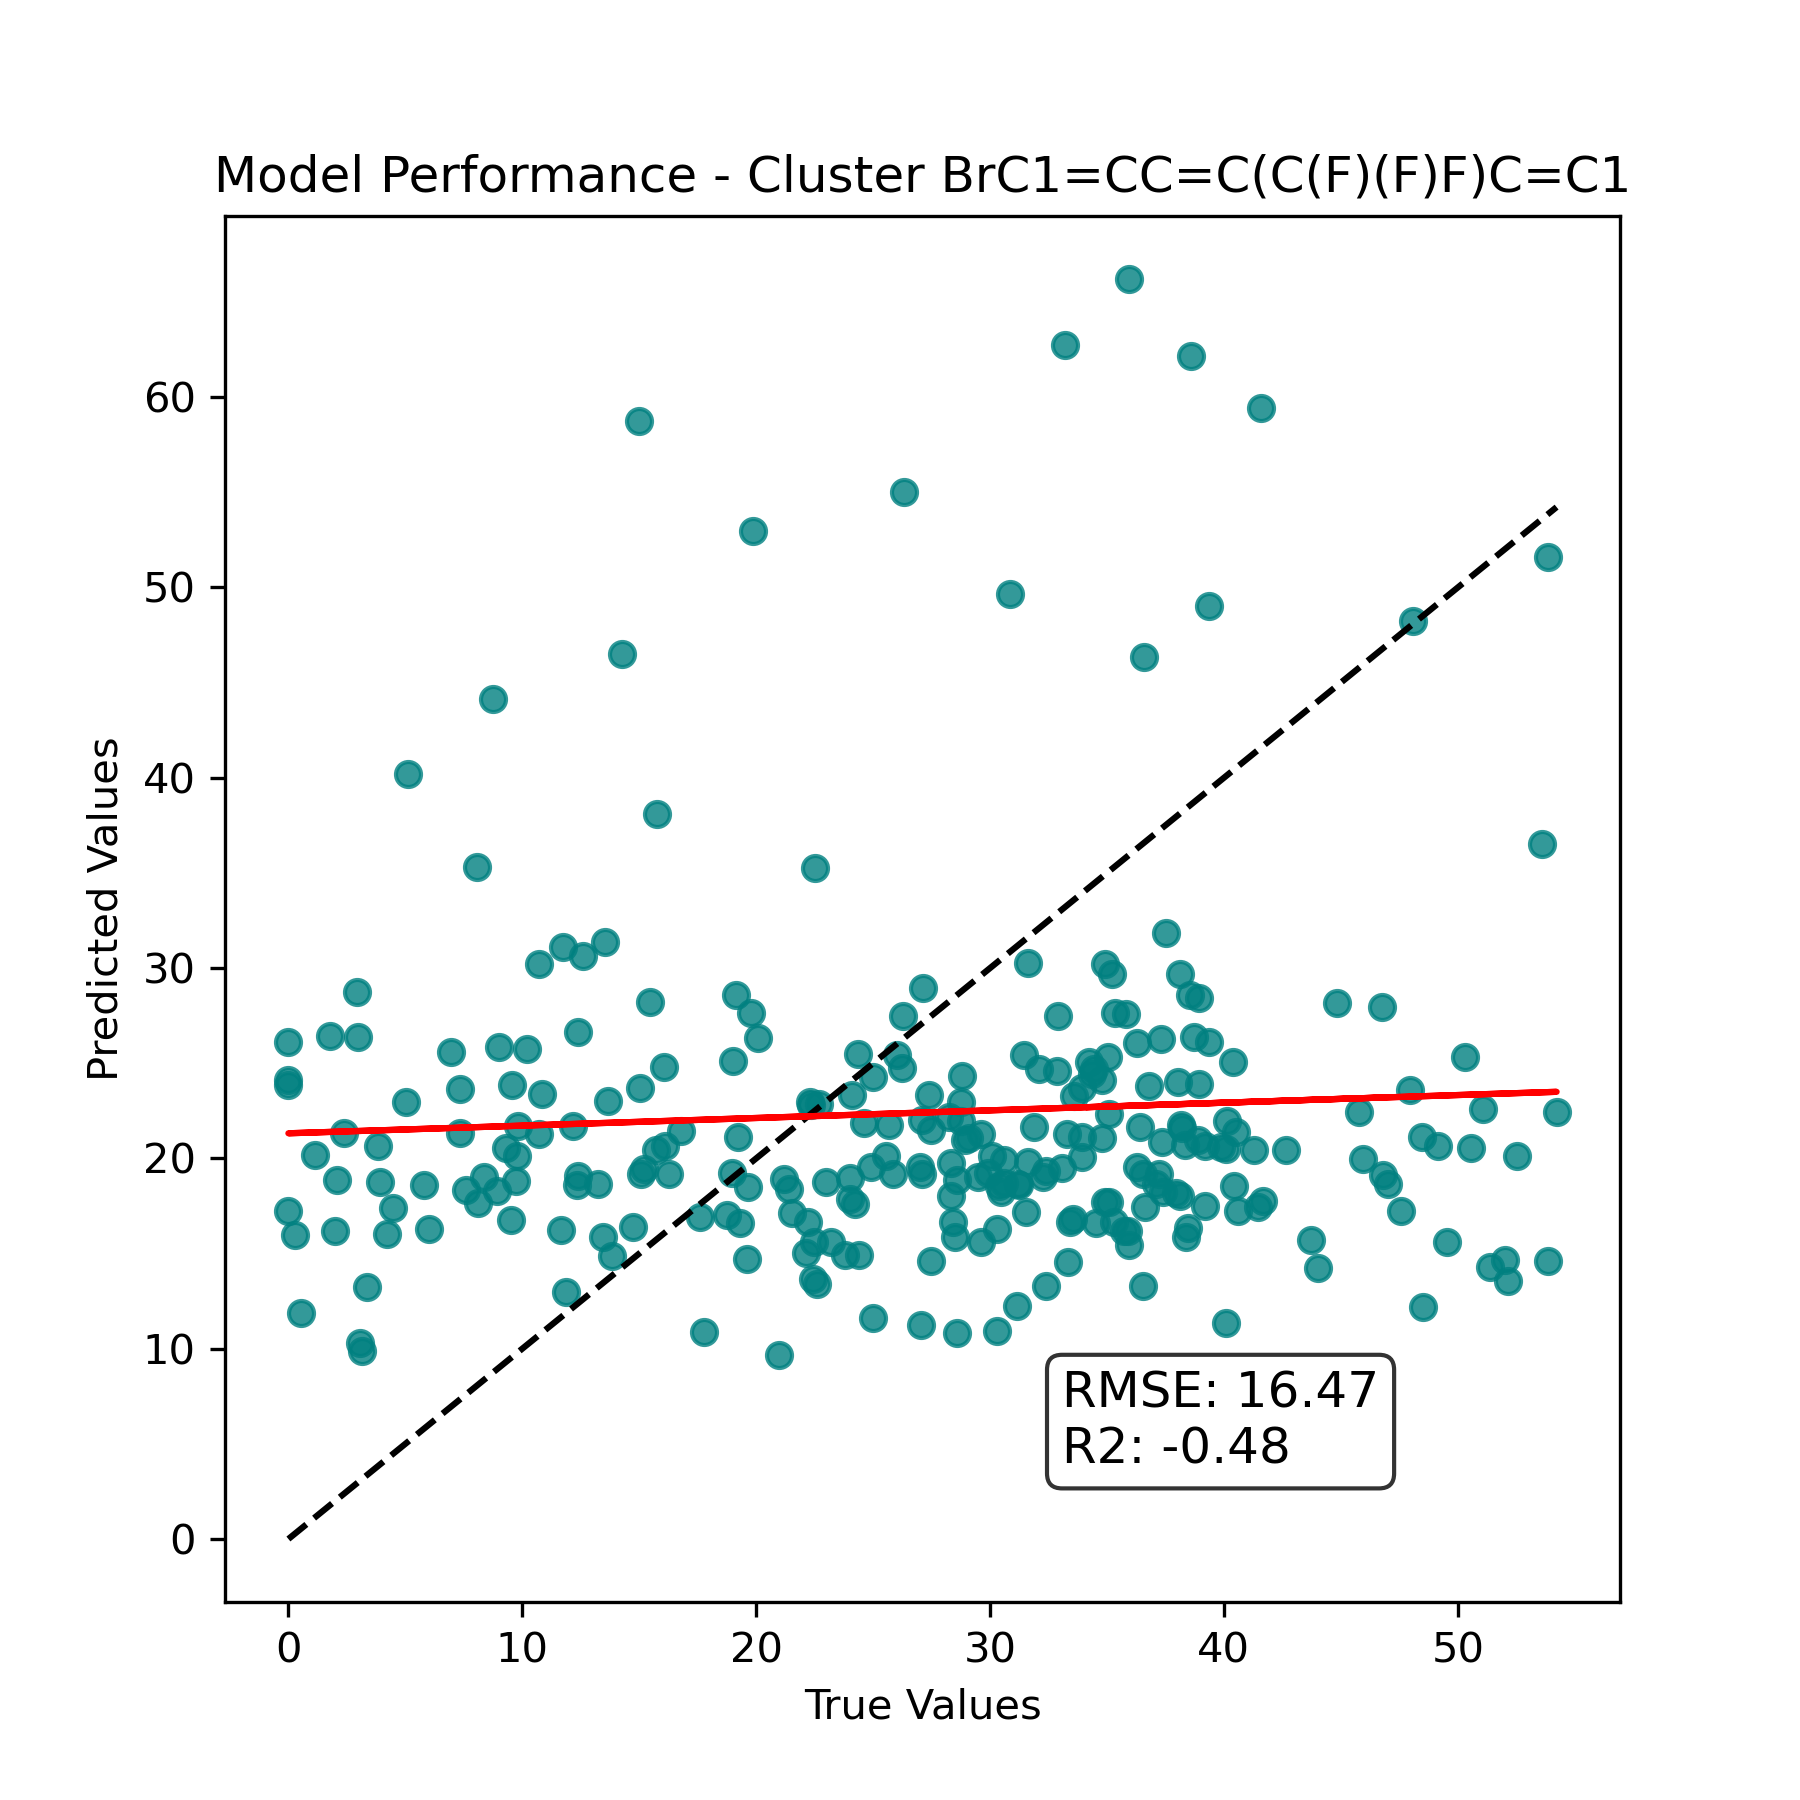 Model Performance - Cluster BrC1=CC=C(C(F)(F)F)C=C1
Predicted Values
60
50
40
30
20
10
0
RMSE: 16.47
R2: -0.48
0 10 20 30 40 50
True Values